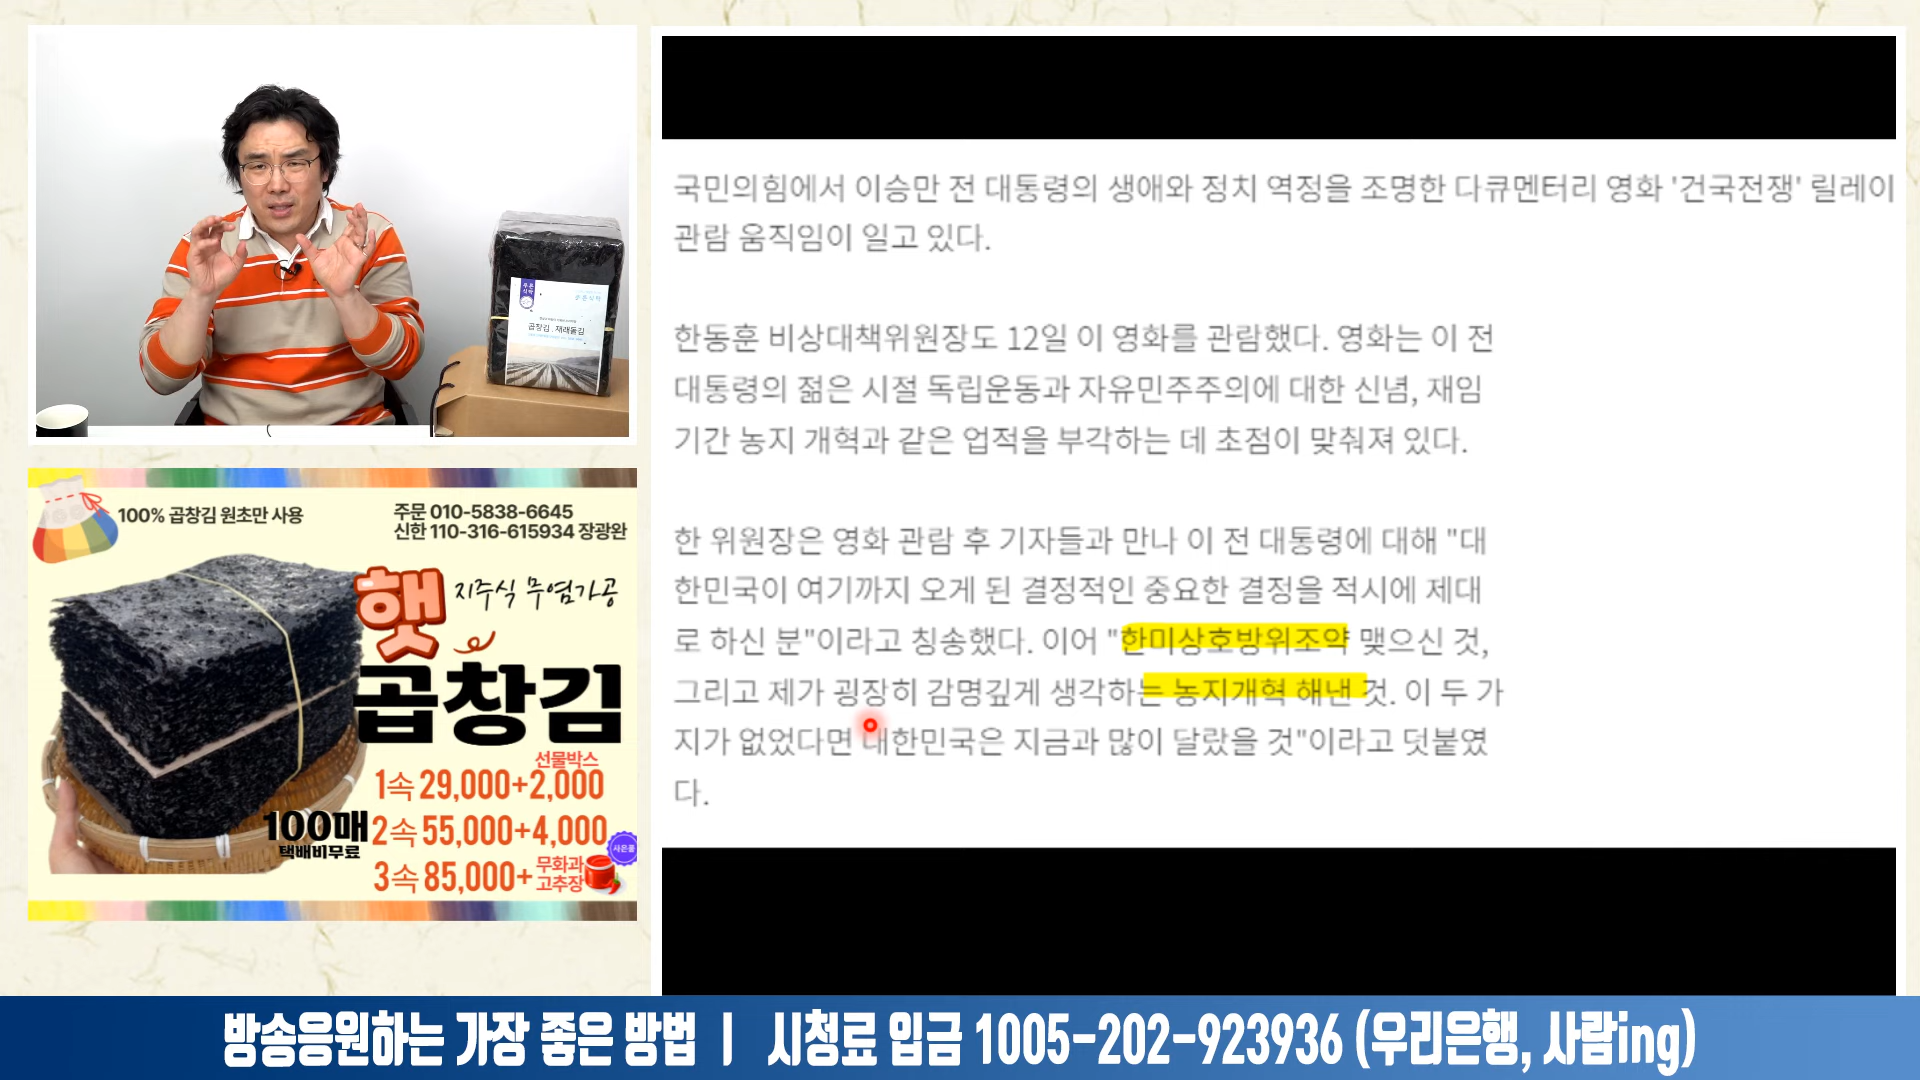 국민의힘에서 이승만 전 대통령의 생애와 정치 역정을 조명한 다큐멘터리 영화 '건국전쟁' 릴레이
관람 움직임이 일고 있다.
한동훈 비상대책위원장도 12일 이 영화를 관람했다. 영화는 이 전
대통령의 젊은 시절 독립운동과 자유민주주의에 대한 신념, 재임
기간 농지 개혁과 같은 업적을 부각하는 데 초점이 맞춰져 있다.
한 위원장은 영화 관람 후 기자들과 만나 이 전 대통령에 대해 "대
한민국이 여기까지 오게 된 결정적인 중요한 결정을 적시에 제대
로 하신 분"이라고 칭송했다. 이어 "한미상호방위조약 맺으신 것,
그리고 제가 굉장히 감명깊게 생각하는 농지개혁 해낸 것. 이 두 가
지가 없었다면 대한민국은 지금과 많이 달랐을 것"이라고 덧붙였
다.
푸른
식탁
푸른식탁
곱창김 . 재래돌김
100% 곱창김 원초만 사용
주문 010-5838-6645
신한 110-316-615934 장광완
햇 지주식 무염가공
곱창김
선물박스
1속 29,000+2,000
100매 2속 55,000+4,000
택배비무료
사은품
3속 85,000+ 무화과
고추장
방송응원하는 가장 좋은 방법 | 시청료 입금 1005-202-923936 (우리은행, 사람ing)